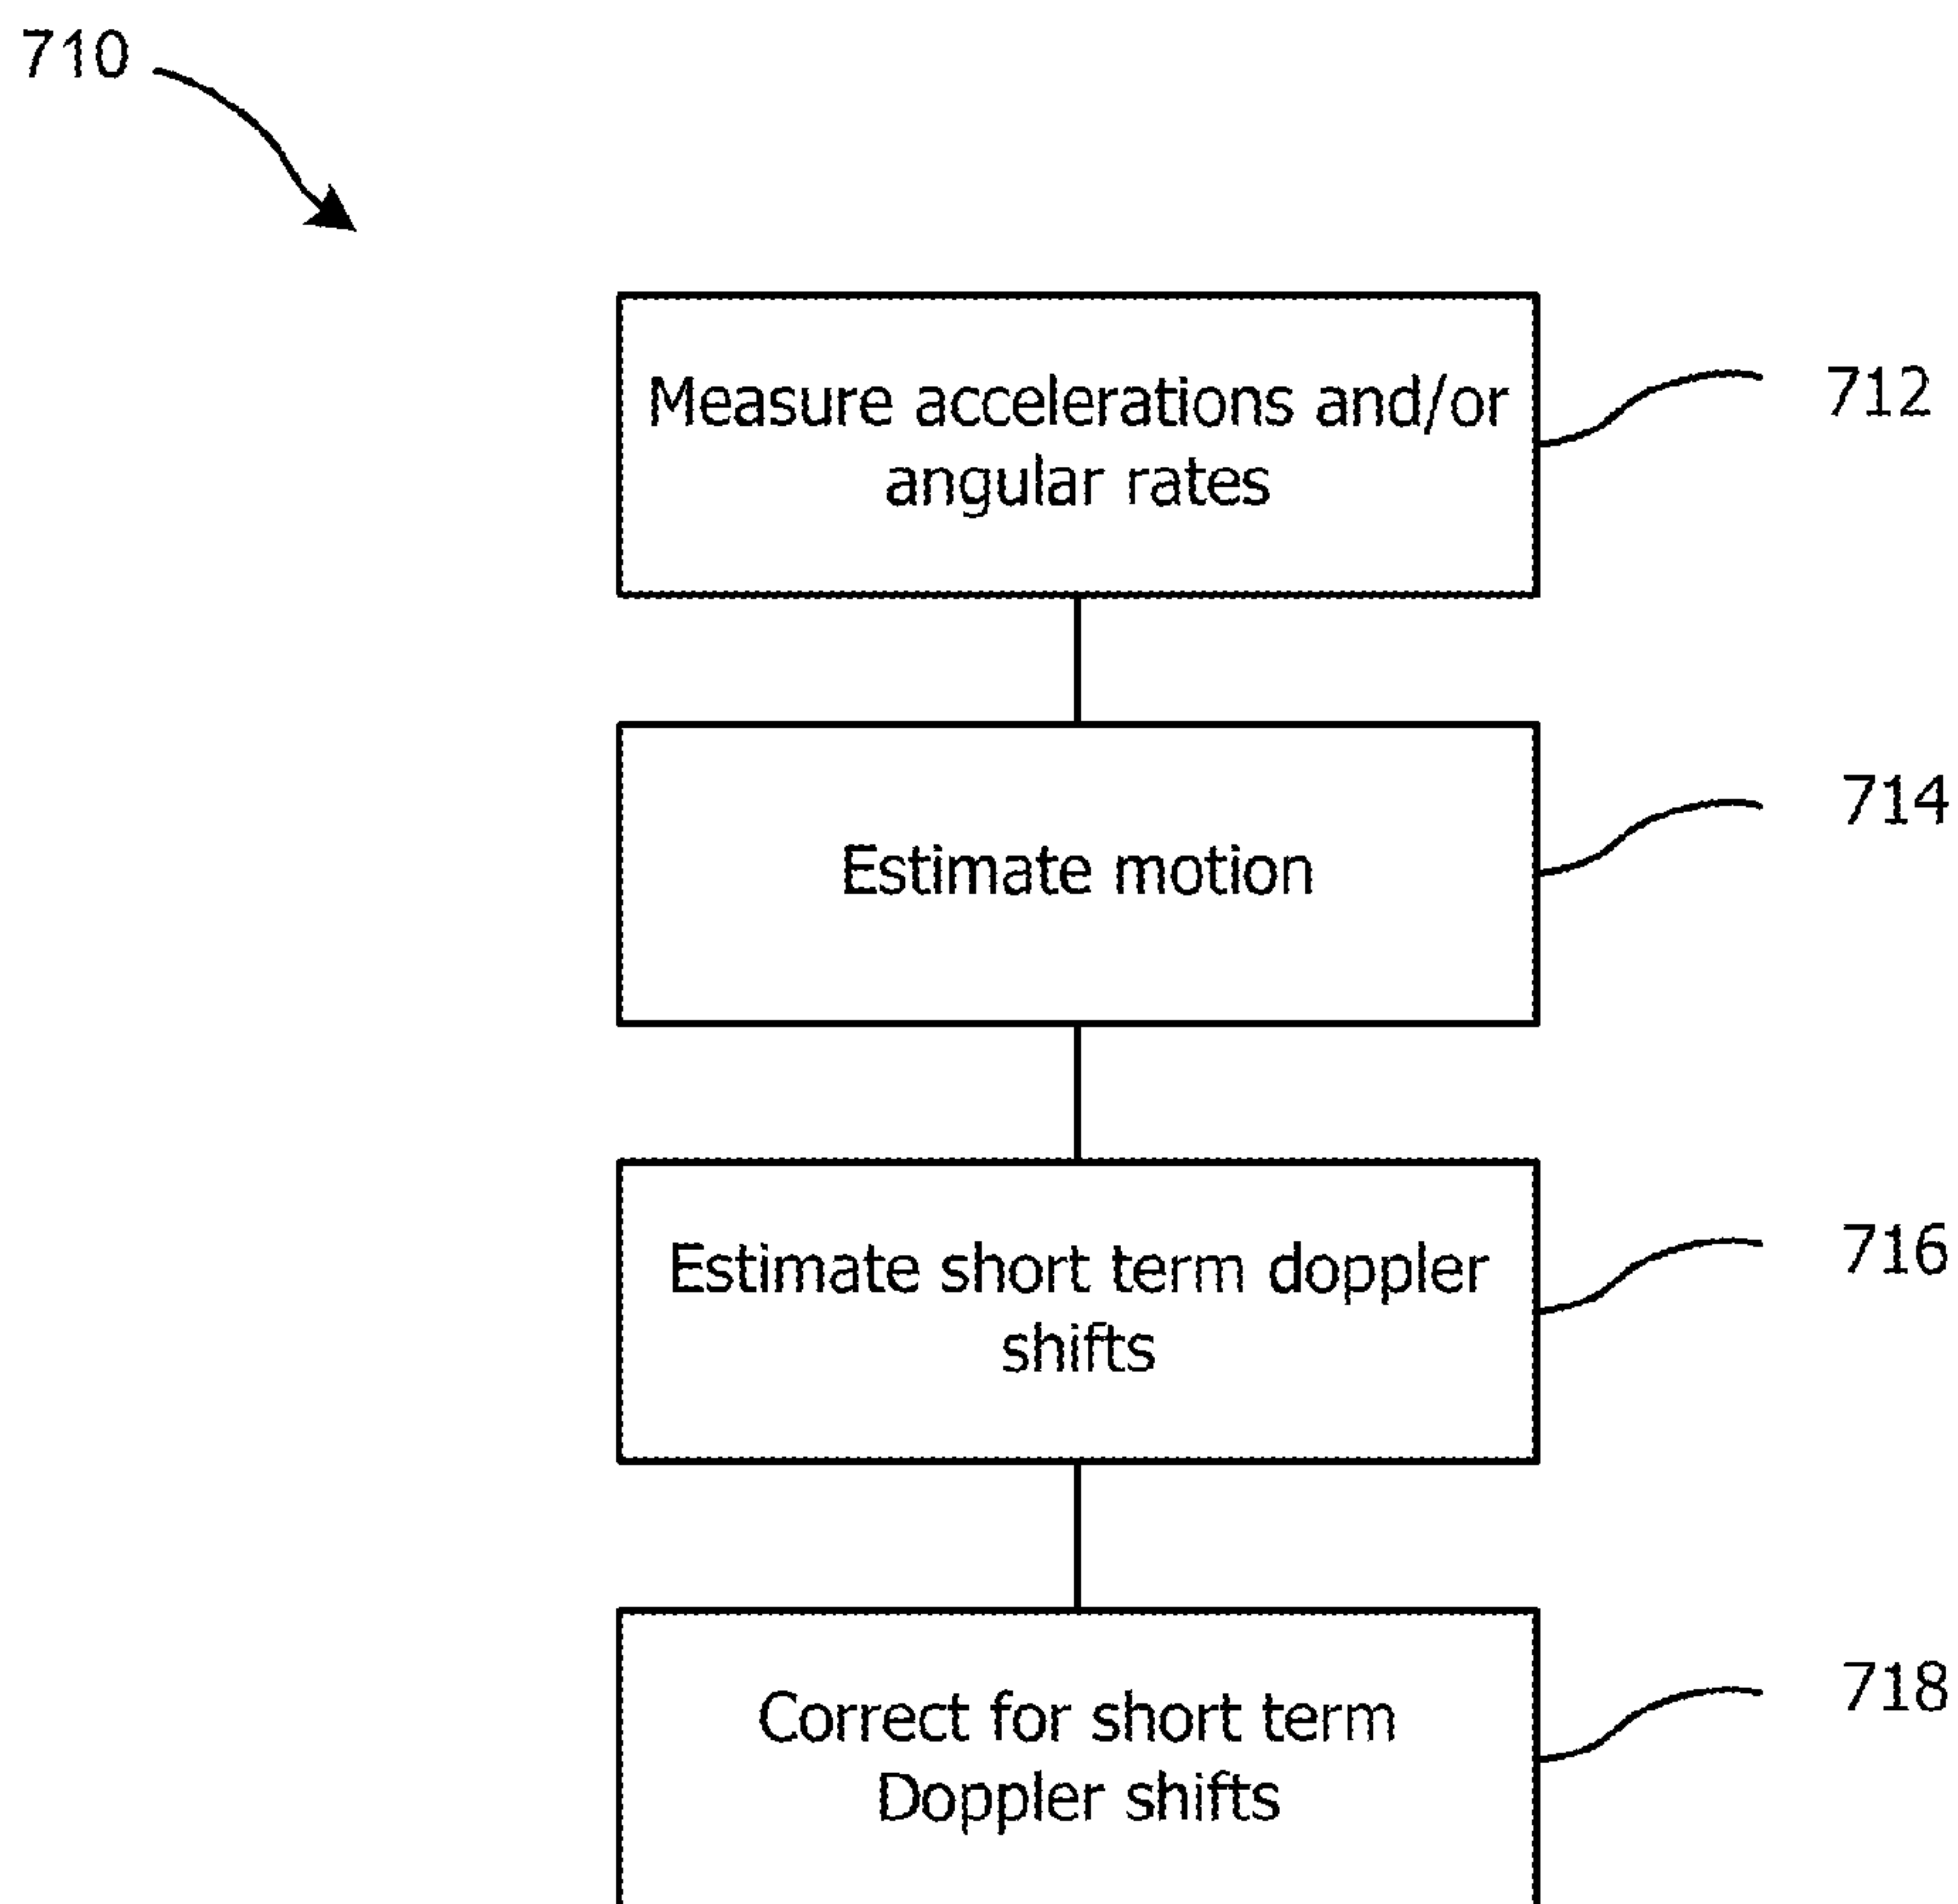 710
Measure accelerations and/or
angular rates
712
Estimate motion
714
Estimate short term doppler
shifts
716
Correct for short term
Doppler shifts
718